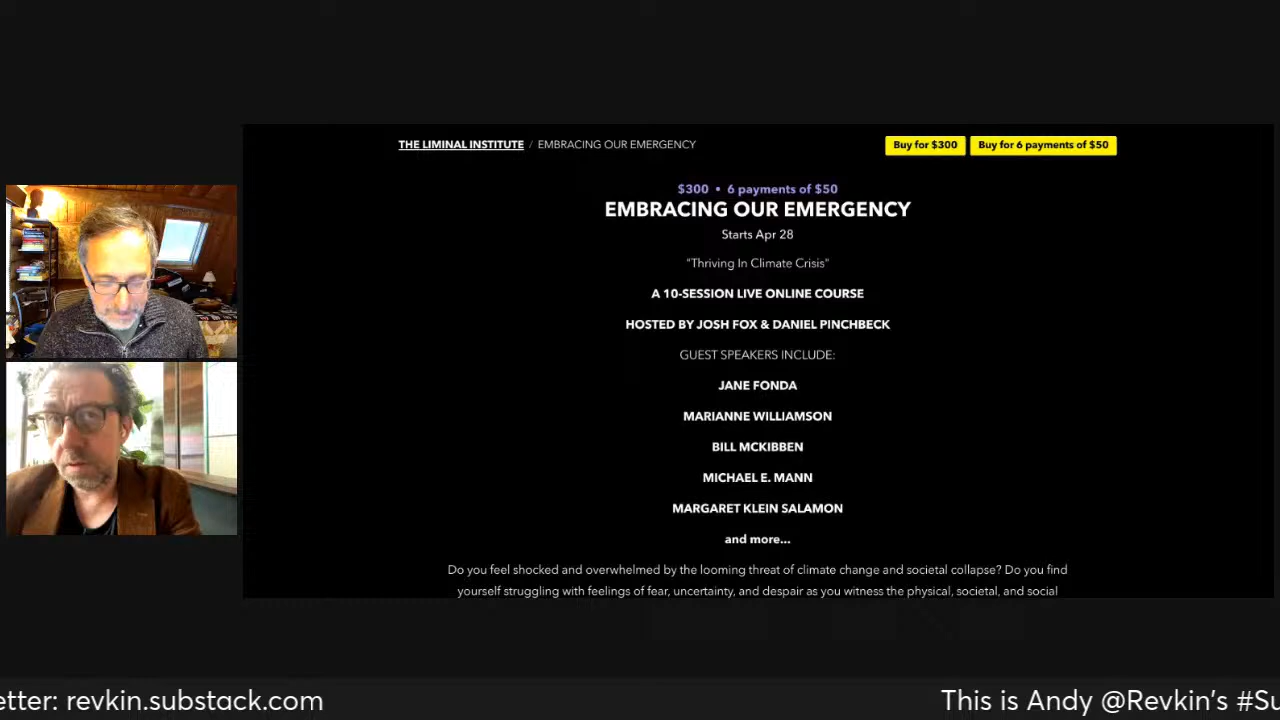 THE LIMINAL INSTITUTE / EMBRACING OUR EMERGENCY
Buy for $300
Buy for 6 payments of $50
$300 • 6 payments of $50
EMBRACING OUR EMERGENCY
Starts Apr 28
"Thriving In Climate Crisis"
A 10-SESSION LIVE ONLINE COURSE
HOSTED BY JOSH FOX & DANIEL PINCHBECK
GUEST SPEAKERS INCLUDE:
JANE FONDA
MARIANNE WILLIAMSON
BILL MCKIBBEN
MICHAEL E. MANN
MARGARET KLEIN SALAMON
and more...
Do you feel shocked and overwhelmed by the looming threat of climate change and societal collapse? Do you find
yourself struggling with feelings of fear, uncertainty, and despair as you witness the physical, societal, and social
etter: revkin.substack.com
This is Andy @Revkin's #Su